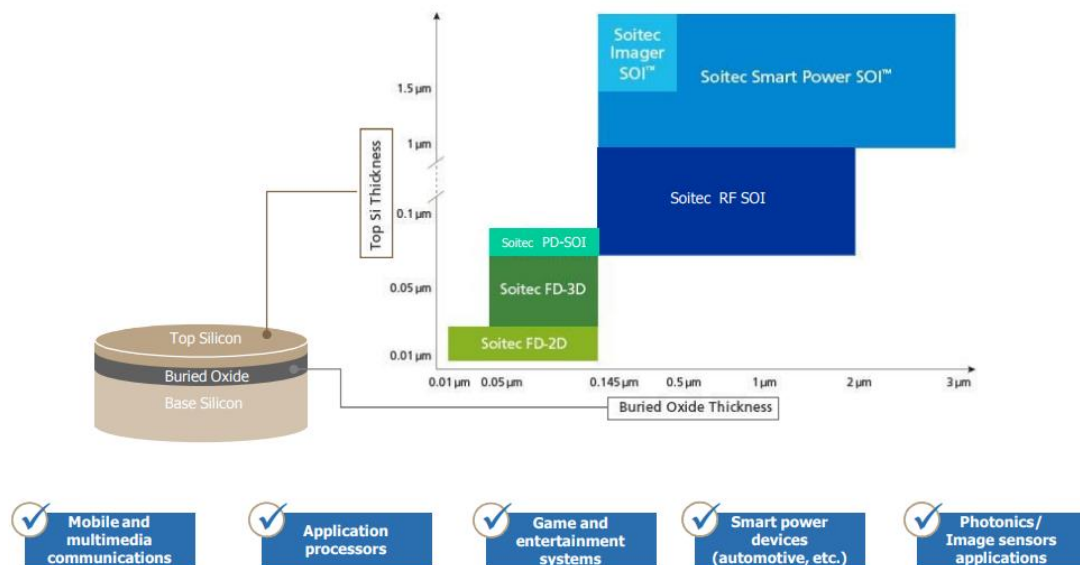 Soitec
Imager
SOI™
Soitec Smart Power SOI™
1.5 µm
1 µm
Top Si Thickness
Soitec RF SOI
0.1 µm
Soitec PD-SOI
Soitec FD-3D
0.05 µm
Soitec FD-2D
0.01 µm
0.01 µm 0.05 µm 0.145 µm 0.5 µm 1 µm 2 µm 3 µm
Buried Oxide Thickness
Top Silicon
Buried Oxide
Base Silicon
Mobile and
multimedia
communications
Application
processors
Game and
entertainment
systems
Smart power
devices
(automotive, etc.)
Photonics/
Image sensors
applications